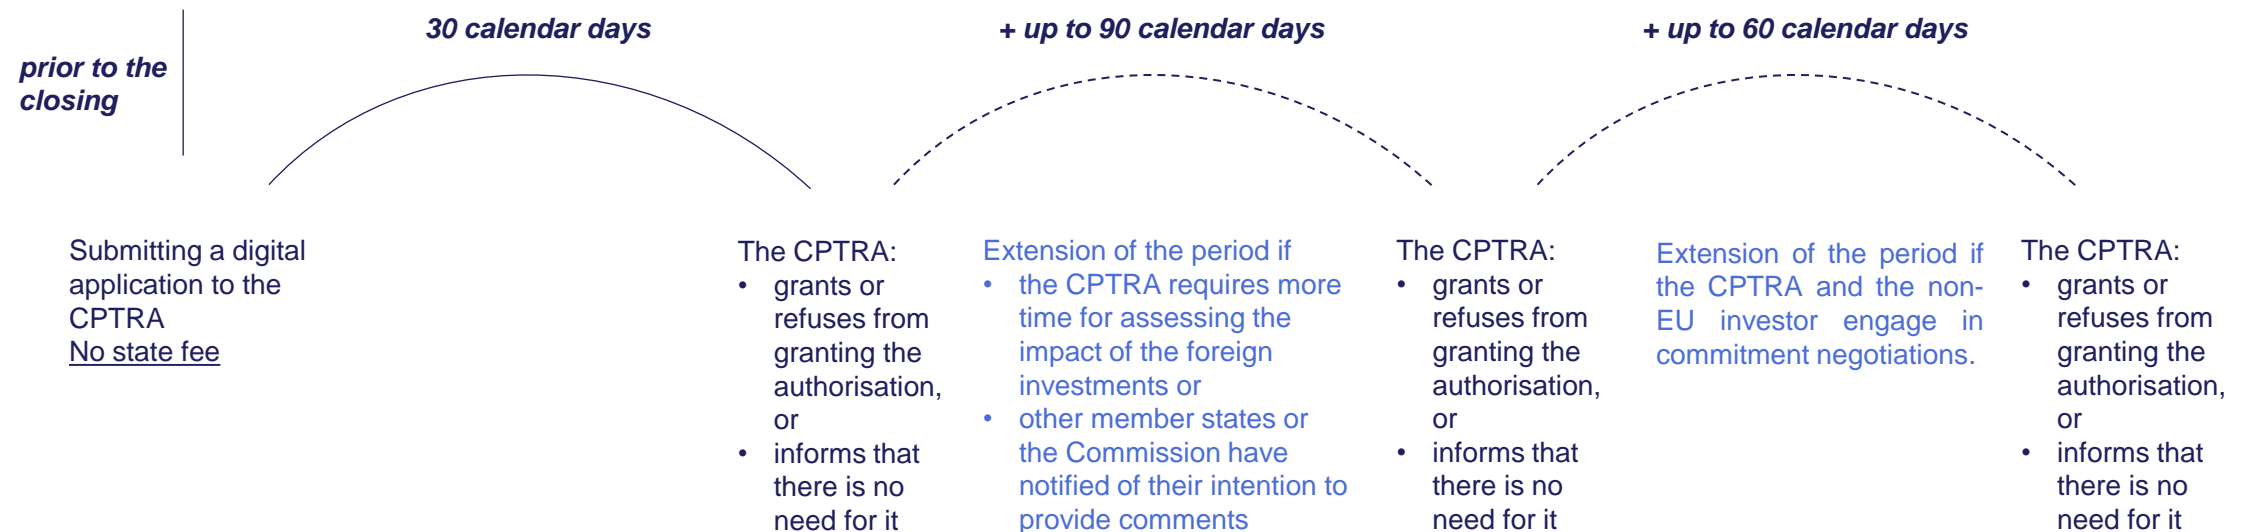 30 calendar days
+ up to 90 calendar days
+ up to 60 calendar days
prior to the
closing
Submitting a digital
application to the
CPTRA
No state fee
The CPTRA:
• grants or
refuses from
granting the
authorisation,
or
• informs that
there is no
need for it
Extension of the period if
• the CPTRA requires more
time for assessing the
impact of the foreign
investments or
• other member states or
the Commission have
notified of their intention to
provide comments
The CPTRA:
• grants or
refuses from
granting the
authorisation,
or
• informs that
there is no
need for it
Extension of the period if
the CPTRA and the non-
EU investor engage in
commitment negotiations.
The CPTRA:
• grants or
refuses from
granting the
authorisation,
or
• informs that
there is no
need for it